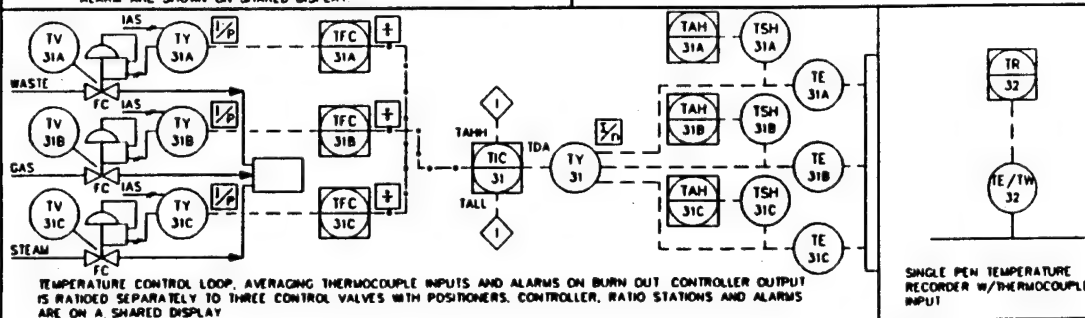 ALARM ARE SHOWN ON SHARED DISPLAY
TV 31A
IAS
TY 31A
I/P
TFC 31A
÷
WASTE
FC
TV 31B
IAS
TY 31B
I/P
TFC 31B
÷
GAS
FC
TV 31C
IAS
TY 31C
I/P
TFC 31C
÷
STEAM
FC
I
TAHH
TIC 31
TALL
I
TDA
TY 31
Σ/n
TAH 31A
TSH 31A
TE 31A
TAH 31B
TSH 31B
TE 31B
TAH 31C
TSH 31C
TE 31C
TEMPERATURE CONTROL LOOP, AVERAGING THERMOCOUPLE INPUTS AND ALARMS ON BURN OUT. CONTROLLER OUTPUT
IS RATIOED SEPARATELY TO THREE CONTROL VALVES WITH POSITIONERS. CONTROLLER, RATIO STATIONS AND ALARMS
ARE ON A SHARED DISPLAY
TR 32
TE/TW 32
SINGLE PEN TEMPERATURE
RECORDER W/THERMOCOUPLE
INPUT